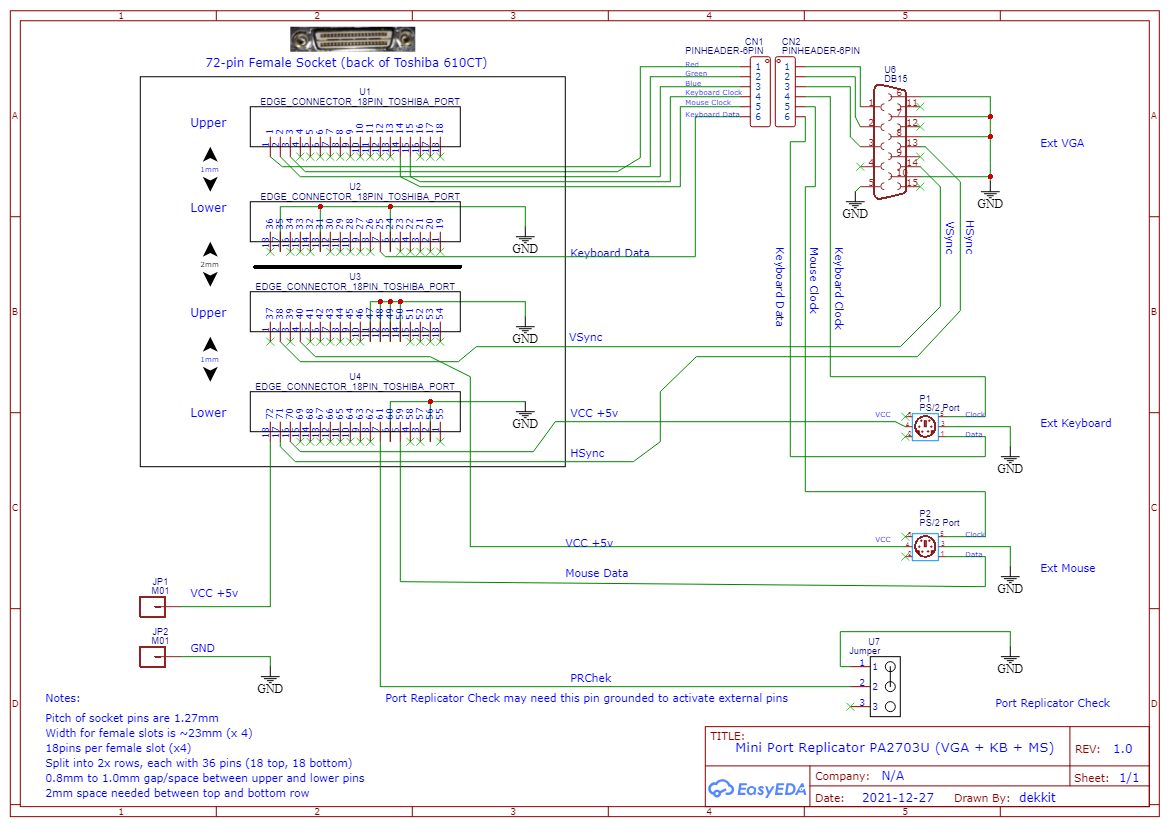 1 2 3 4 5
72-pin Female Socket (back of Toshiba 610CT)
A
Upper
1mm
Lower
2mm
B
Upper
1mm
Lower
C
D
U1
EDGE_CONNECTOR_18PIN_TOSHIBA_PORT
1 2 3 4 5 6 7 8 9 10 11 12 13 14 15 16 17 18
U2
EDGE_CONNECTOR_18PIN_TOSHIBA_PORT
36 35 34 33 32 31 30 29 28 27 26 25 24 23 22 21 20 19
GND
U3
EDGE_CONNECTOR_18PIN_TOSHIBA_PORT
37 38 39 40 41 42 43 44 45 46 47 48 49 50 51 52 53 54
GND
U4
EDGE_CONNECTOR_18PIN_TOSHIBA_PORT
72 71 70 69 68 67 66 65 64 63 62 61 60 59 58 57 56 55
GND
CN1
PINHEADER-6PIN
CN2
PINHEADER-6PIN
Red 1 1
Green 2 2
Blue 3 3
Keyboard Clock 4 4
Mouse Clock 5 5
Keyboard Data 6 6
U6
DB15
6
1 11
7
2 12
8
3 13
9
4 14
10
5 15
GND
GND
Ext VGA
VSync
HSync
Keyboard Data
Mouse Clock
Keyboard Clock
Keyboard Data
VSync
VCC +5v
HSync
P1
PS/2 Port
VCC
Clock
Data
GND
Ext Keyboard
P2
PS/2 Port
VCC +5v
VCC
Clock
Data
GND
Ext Mouse
Mouse Data
JP1
M01
VCC +5v
JP2
M01
GND
GND
U7
Jumper
1 1
2 2
3 3
GND
PRChek
Port Replicator Check may need this pin grounded to activate external pins
Port Replicator Check
Notes:
Pitch of socket pins are 1.27mm
Width for female slots is ~23mm (x 4)
18pins per female slot (x4)
Split into 2x rows, each with 36 pins (18 top, 18 bottom)
0.8mm to 1.0mm gap/space between upper and lower pins
2mm space needed between top and bottom row
TITLE:
Mini Port Replicator PA2703U (VGA + KB + MS)
REV: 1.0
EasyEDA
Company: N/A
Sheet: 1/1
Date: 2021-12-27 Drawn By: dekkit
A
B
C
D
1 2 3 4 5